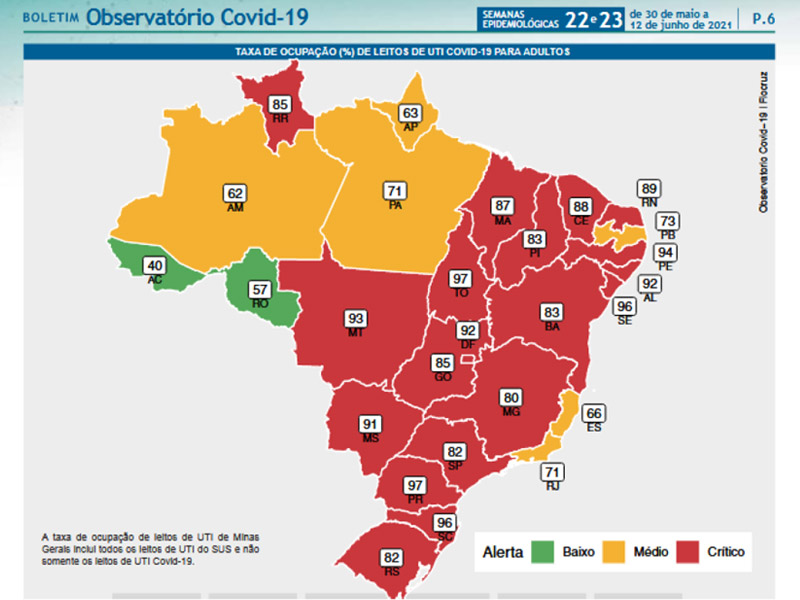 BOLETIM Observatório Covid-19
SEMANAS EPIDEMIOLÓGICAS 22 e 23
de 30 de maio a
12 de junho de 2021
P.6
TAXA DE OCUPAÇÃO (%) DE LEITOS DE UTI COVID-19 PARA ADULTOS
Observatório Covid-19 | Fiocruz
85
RR
63
AP
62
AM
71
PA
87
MA
88
CE
89
RN
73
PB
83
PI
94
PE
40
AC
57
RO
97
TO
92
AL
96
SE
93
MT
83
BA
92
DF
85
GO
80
MG
66
ES
91
MS
82
SP
71
RJ
97
PR
96
SC
82
RS
A taxa de ocupação de leitos de UTI de Minas
Gerais inclui todos os leitos de UTI do SUS e não
somente os leitos de UTI Covid-19.
Alerta Baixo Médio Crítico